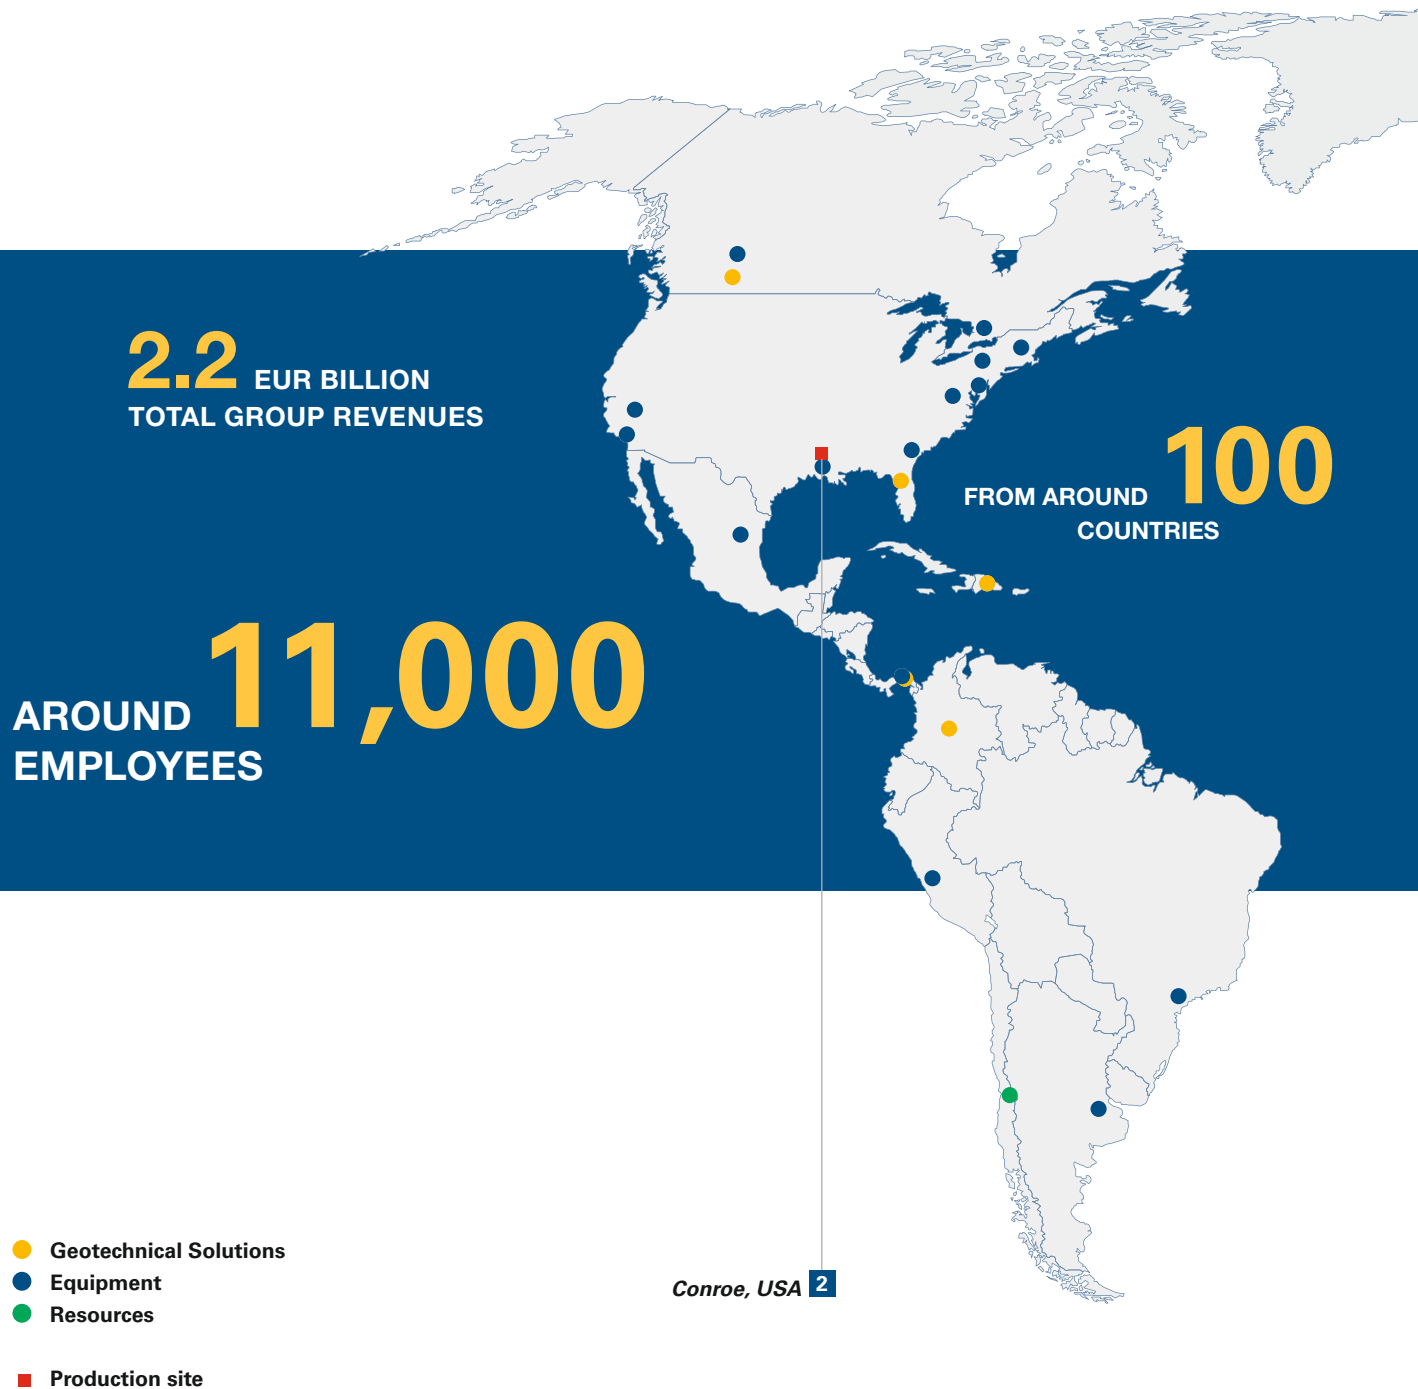 2.2 EUR BILLION
TOTAL GROUP REVENUES
FROM AROUND 100
COUNTRIES
AROUND 11,000
EMPLOYEES
Geotechnical Solutions
Equipment
Resources
Production site
Conroe, USA 2